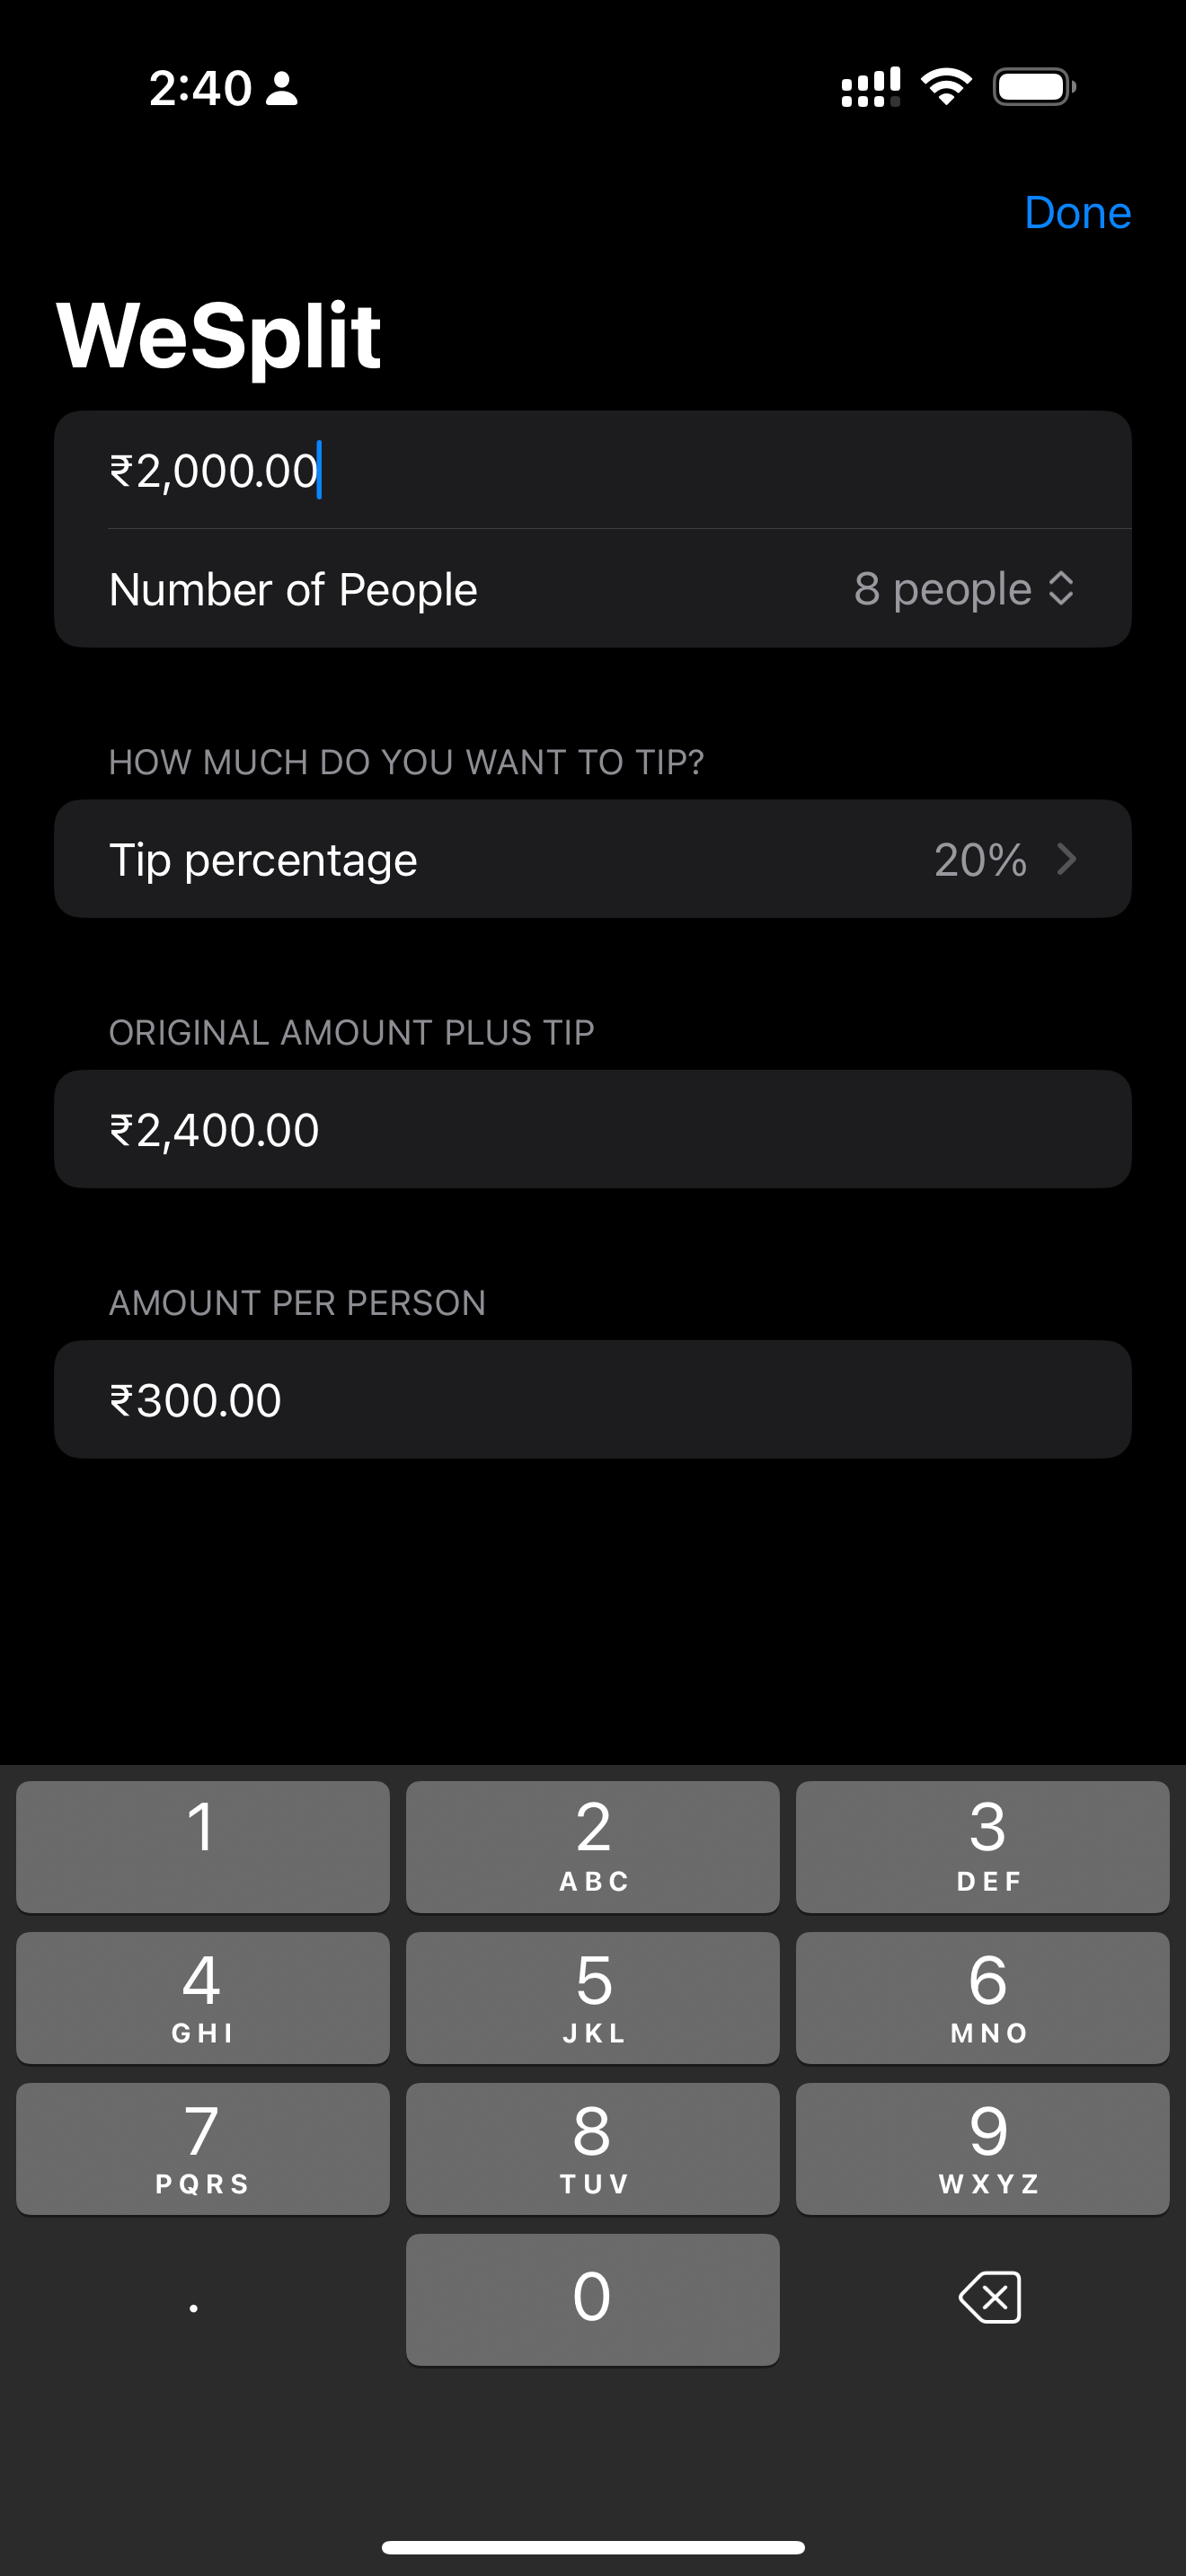 2:40
Done
WeSplit
₹2,000.00
Number of People 8 people
HOW MUCH DO YOU WANT TO TIP?
Tip percentage 20%
ORIGINAL AMOUNT PLUS TIP
₹2,400.00
AMOUNT PER PERSON
₹300.00
1 2 3
ABC DEF
4 5 6
GHI JKL MNO
7 8 9
PQRS TUV WXYZ
. 0